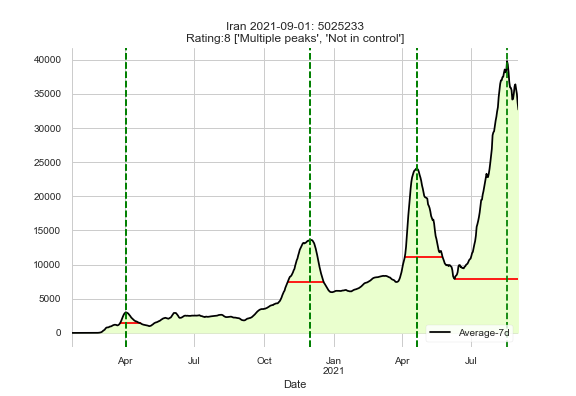 Iran 2021-09-01: 5025233
Rating:8 ['Multiple peaks', 'Not in control']
40000
35000
30000
25000
20000
15000
10000
5000
0
Average-7d
Apr Jul Oct Jan Apr Jul
2021
Date